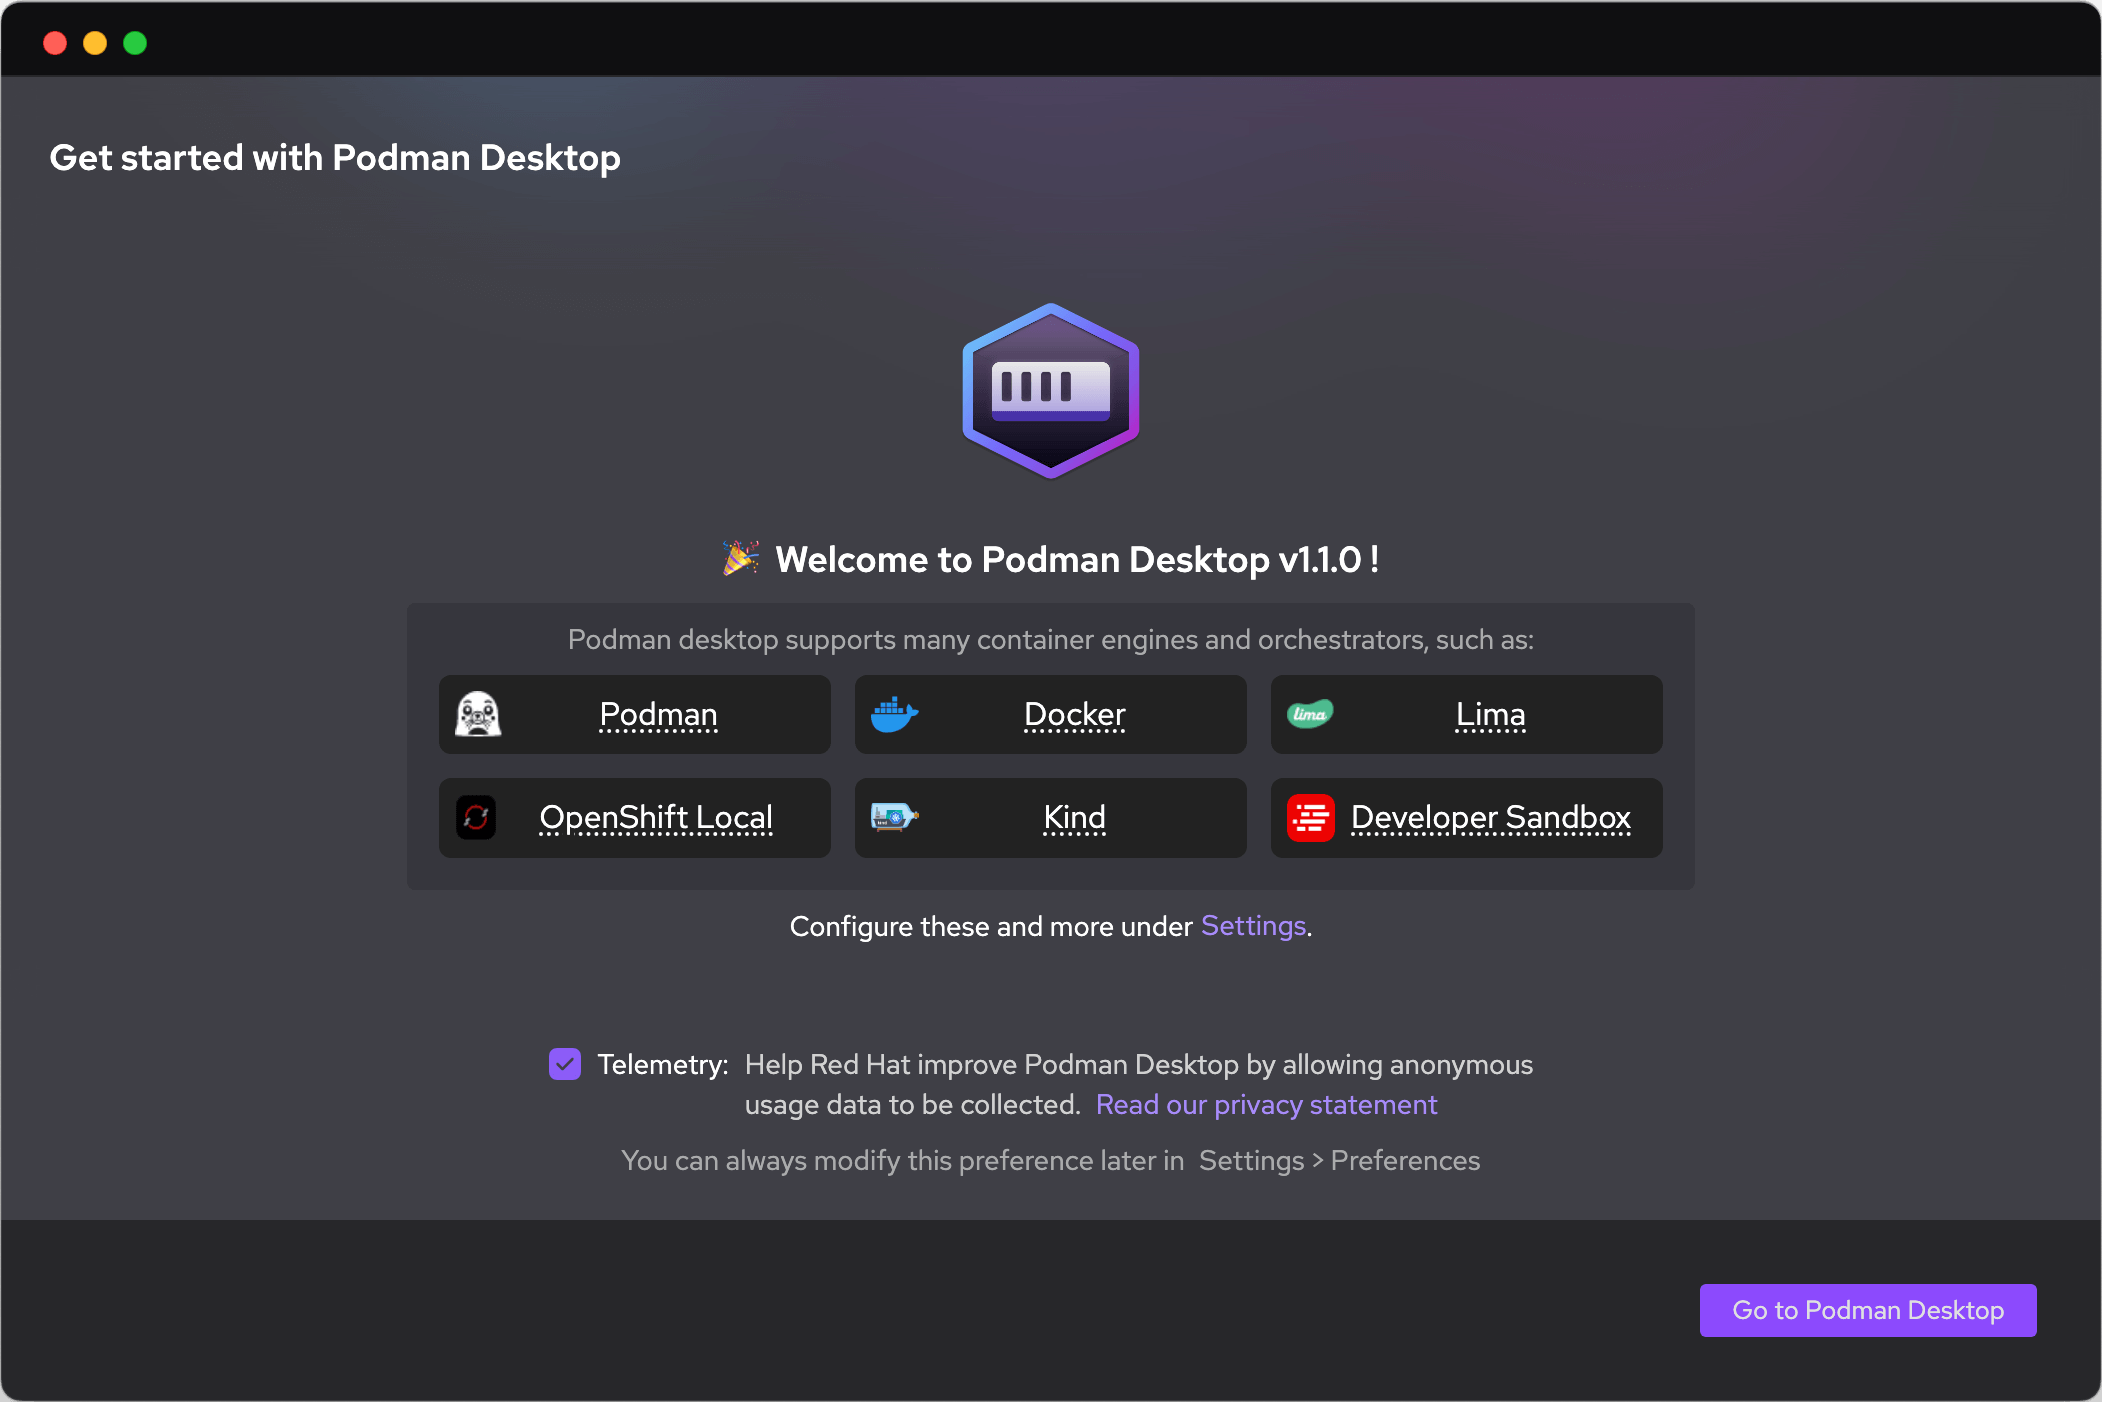 Get started with Podman Desktop
🎉 Welcome to Podman Desktop v1.1.0 !
Podman desktop supports many container engines and orchestrators, such as:
Podman
Docker
lima
Lima
OpenShift Local
Kind
Developer Sandbox
Configure these and more under Settings.
Telemetry: Help Red Hat improve Podman Desktop by allowing anonymous
usage data to be collected. Read our privacy statement
You can always modify this preference later in Settings > Preferences
Go to Podman Desktop